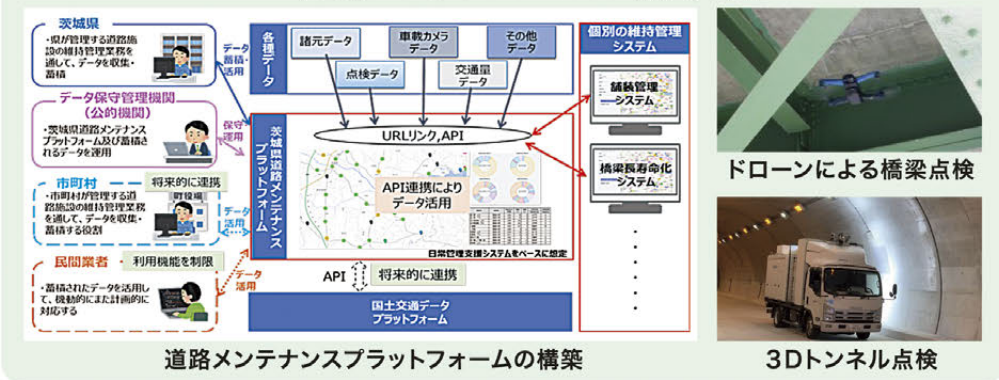 茨城県
・県が管理する道路施
設の維持管理業務を
通して、データを収集・
蓄積
データ
蓄積・
活用
データ保守管理機関
(公的機関)
・茨城県道路メンテナンス
プラットフォーム及び蓄積さ
れるデータを運用
保守
運用
市町村
将来的に連携
・市町村が管理する道
路施設の維持管理業務
を通して、データを収集・
蓄積する役割
町役場
データ
活用
民間業者
利用機能を制限
・蓄積されたデータを活用し
て、機動的にまた計画的に
対応する
データ
活用
各種データ
諸元データ
車載カメラ
データ
その他
データ
点検データ
交通量
データ
茨城県道路メンテナンス
プラットフォーム
URLリンク,API
API連携により
データ活用
日常管理支援システムをベースに想定
API
将来的に連携
国土交通データ
プラットフォーム
個別の維持管理
システム
舗装管理
システム
橋梁長寿命化
システム
道路メンテナンスプラットフォームの構築
ドローンによる橋梁点検
3Dトンネル点検